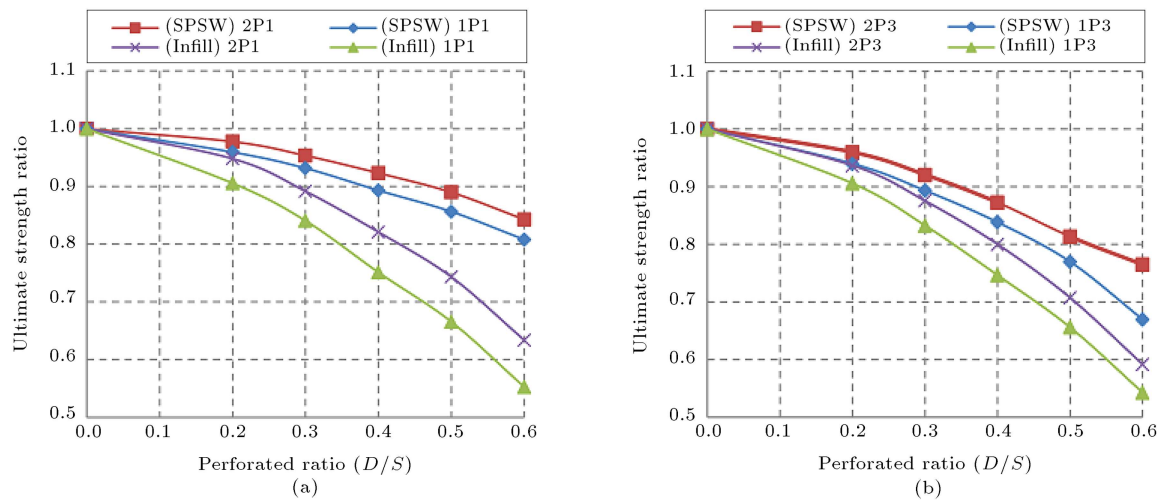 (SPSW) 2P1 (SPSW) 1P1
(Infill) 2P1 (Infill) 1P1
1.1
1.0
0.9
0.8
0.7
0.6
0.5
Ultimate strength ratio
0.0 0.1 0.2 0.3 0.4 0.5 0.6
Perforated ratio (D/S)
(a)
(SPSW) 2P3 (SPSW) 1P3
(Infill) 2P3 (Infill) 1P3
1.1
1.0
0.9
0.8
0.7
0.6
0.5
Ultimate strength ratio
0.0 0.1 0.2 0.3 0.4 0.5 0.6
Perforated ratio (D/S)
(b)